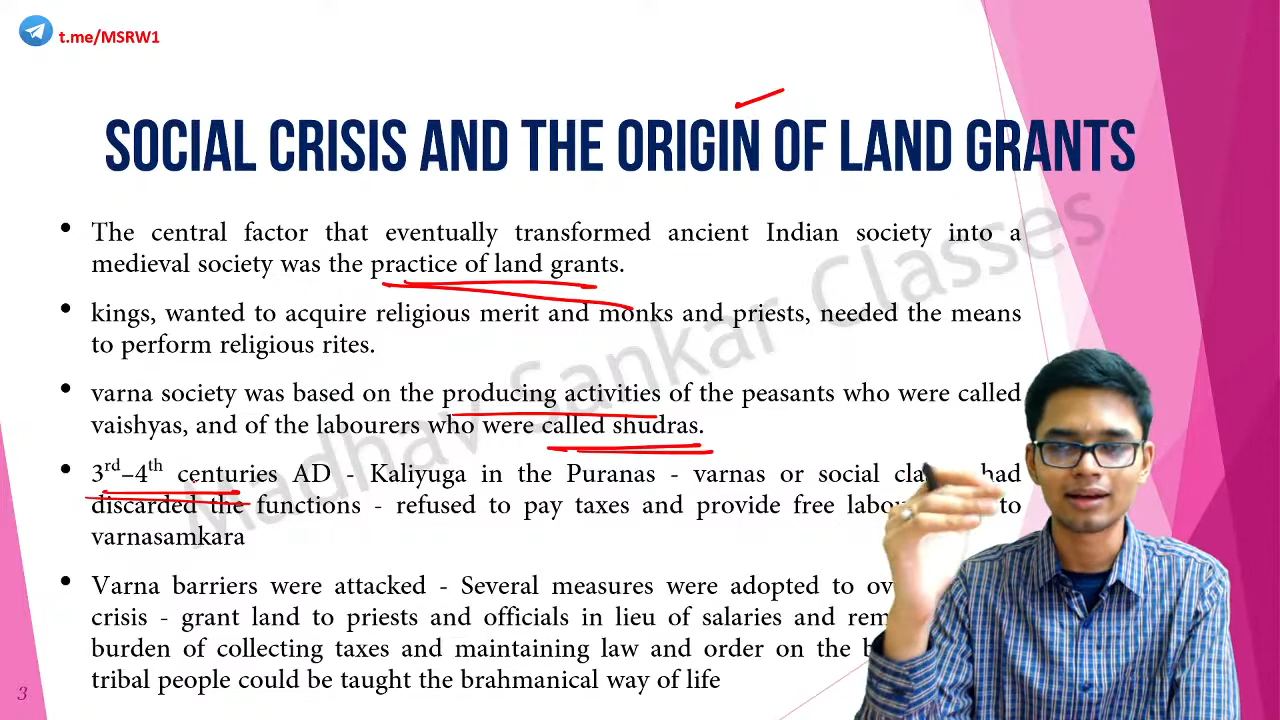 t.me/MSRW1
SOCIAL CRISIS AND THE ORIGIN OF LAND GRANTS
• The central factor that eventually transformed ancient Indian society into a
medieval society was the practice of land grants.
• kings, wanted to acquire religious merit and monks and priests, needed the means
to perform religious rites.
• varna society was based on the producing activities of the peasants who were called
vaishyas, and of the labourers who were called shudras.
• 3rd–4th centuries AD - Kaliyuga in the Puranas - varnas or social had
discarded the functions - refused to pay taxes and provide free to
varnasamkara
• Varna barriers were attacked - Several measures were adopted to
crisis - grant land to priests and officials in lieu of salaries and
burden of collecting taxes and maintaining law and order on the
tribal people could be taught the brahmanical way of life
Madhav Sankar Classes
3